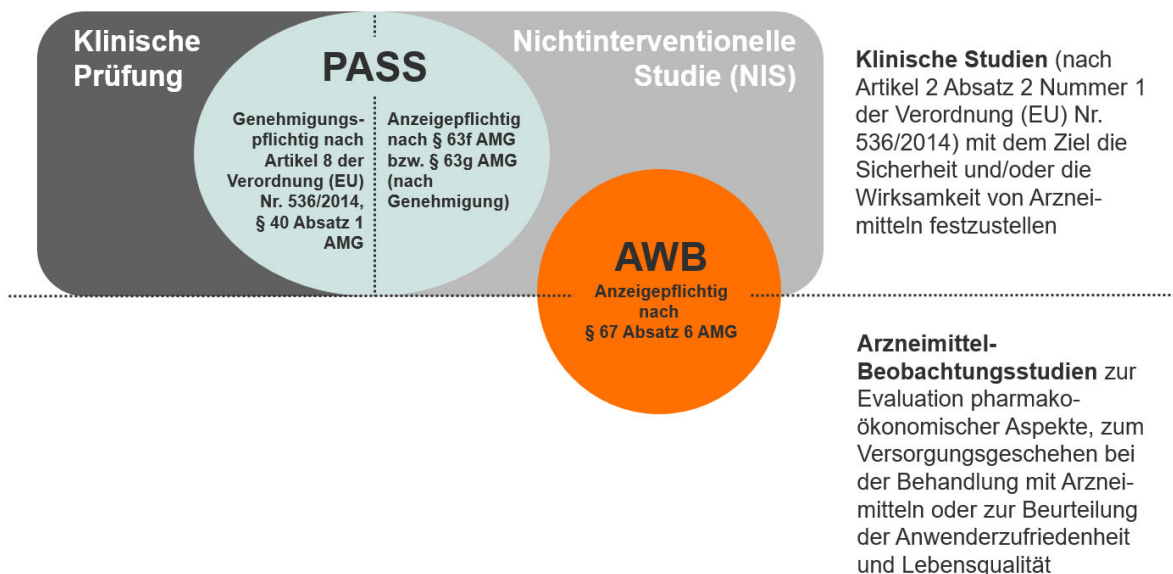 Klinische
Prüfung
PASS
Genehmigungs-
pflichtig nach
Artikel 8 der
Verordnung (EU)
Nr. 536/2014,
§ 40 Absatz 1
AMG
Anzeigepflichtig
nach § 63f AMG
bzw. § 63g AMG
(nach
Genehmigung)
Nichtinterventionelle
Studie (NIS)
AWB
Anzeigepflichtig
nach
§ 67 Absatz 6 AMG
Klinische Studien (nach
Artikel 2 Absatz 2 Nummer 1
der Verordnung (EU) Nr.
536/2014) mit dem Ziel die
Sicherheit und/oder die
Wirksamkeit von Arznei-
mitteln festzustellen
Arzneimittel-
Beobachtungsstudien zur
Evaluation pharmako-
ökonomischer Aspekte, zum
Versorgungsgeschehen bei
der Behandlung mit Arznei-
mitteln oder zur Beurteilung
der Anwenderzufriedenheit
und Lebensqualität